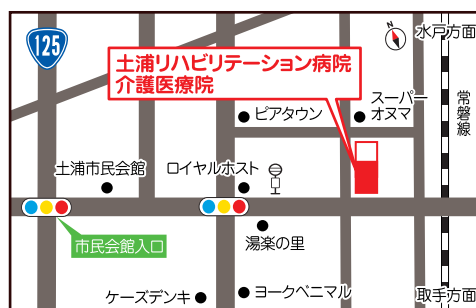 125
N
水戸方面
土浦リハビリテーション病院
介護医療院
ピアタウン
スーパー
オヌマ
常磐線
土浦市民会館
ロイヤルホスト
市民会館入口
湯楽の里
ケーズデンキ
ヨークベニマル
取手方面